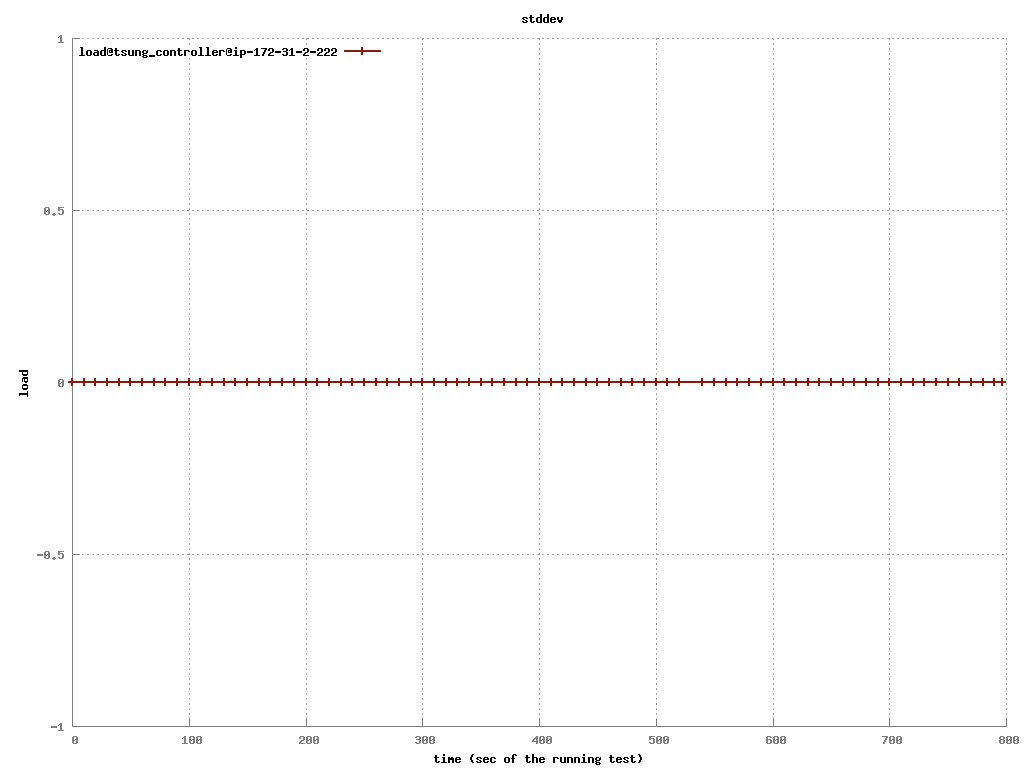 stddev
load@tsung_controller@ip-172-31-2-222
1
0.5
0
-0.5
-1
load
0 100 200 300 400 500 600 700 800
time (sec of the running test)